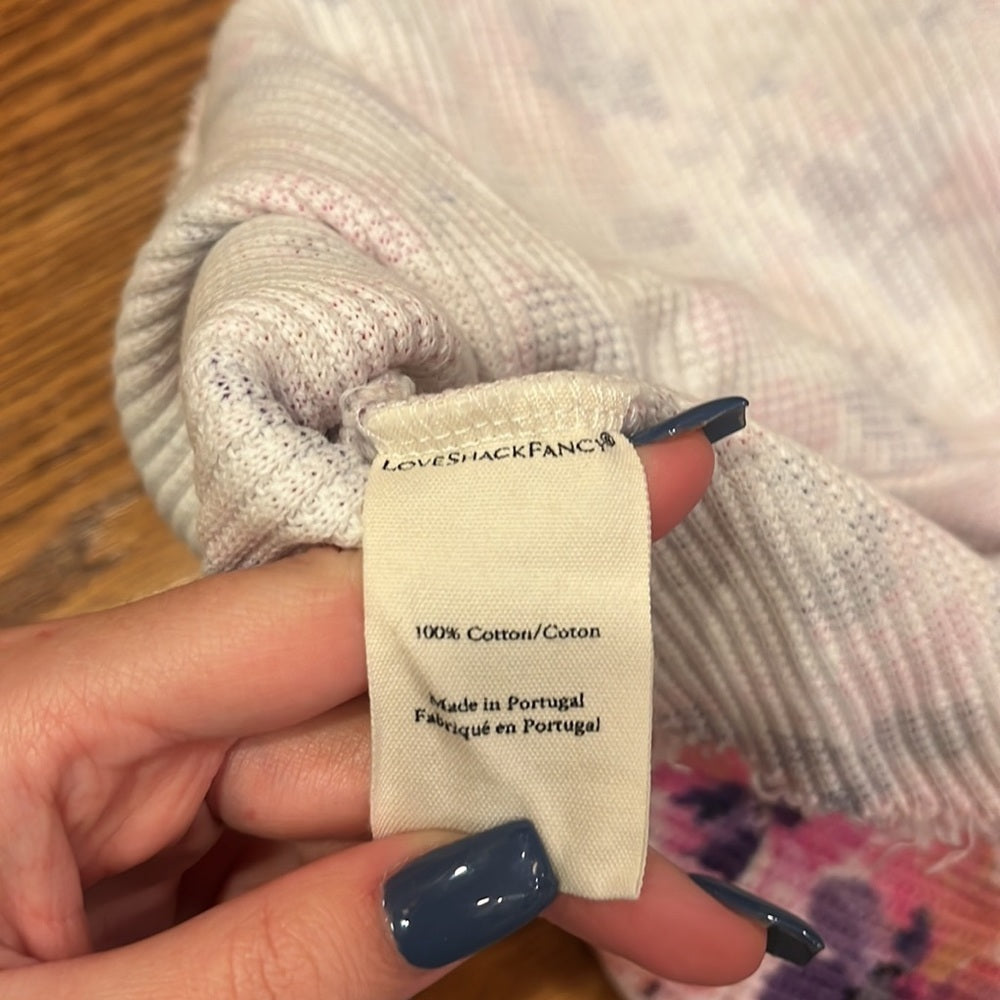 LOVESHACKFANCY®
100% Cotton/Coton
Made in Portugal
Fabriqué en Portugal